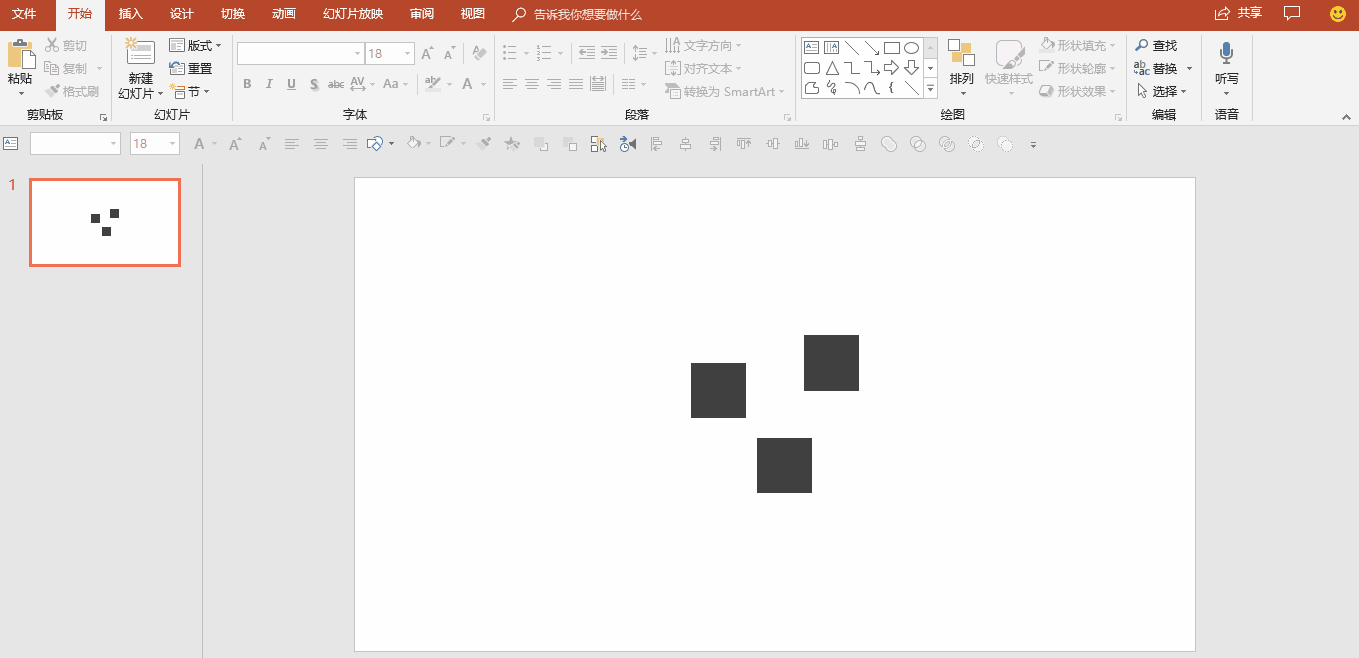 文件 开始 插入 设计 切换 动画 幻灯片放映 审阅 视图 告诉我你想要做什么 共享
粘贴 剪切 复制 格式刷
剪贴板
新建 幻灯片 版式 重置 节
幻灯片
18 A A
B I U S abc AV Aa A
字体
文字方向
对齐文本
转换为 SmartArt
段落
排列 快速样式 形状填充 形状轮廓 形状效果
绘图
查找
替换
选择
编辑
听写
语音
18 A A A
1